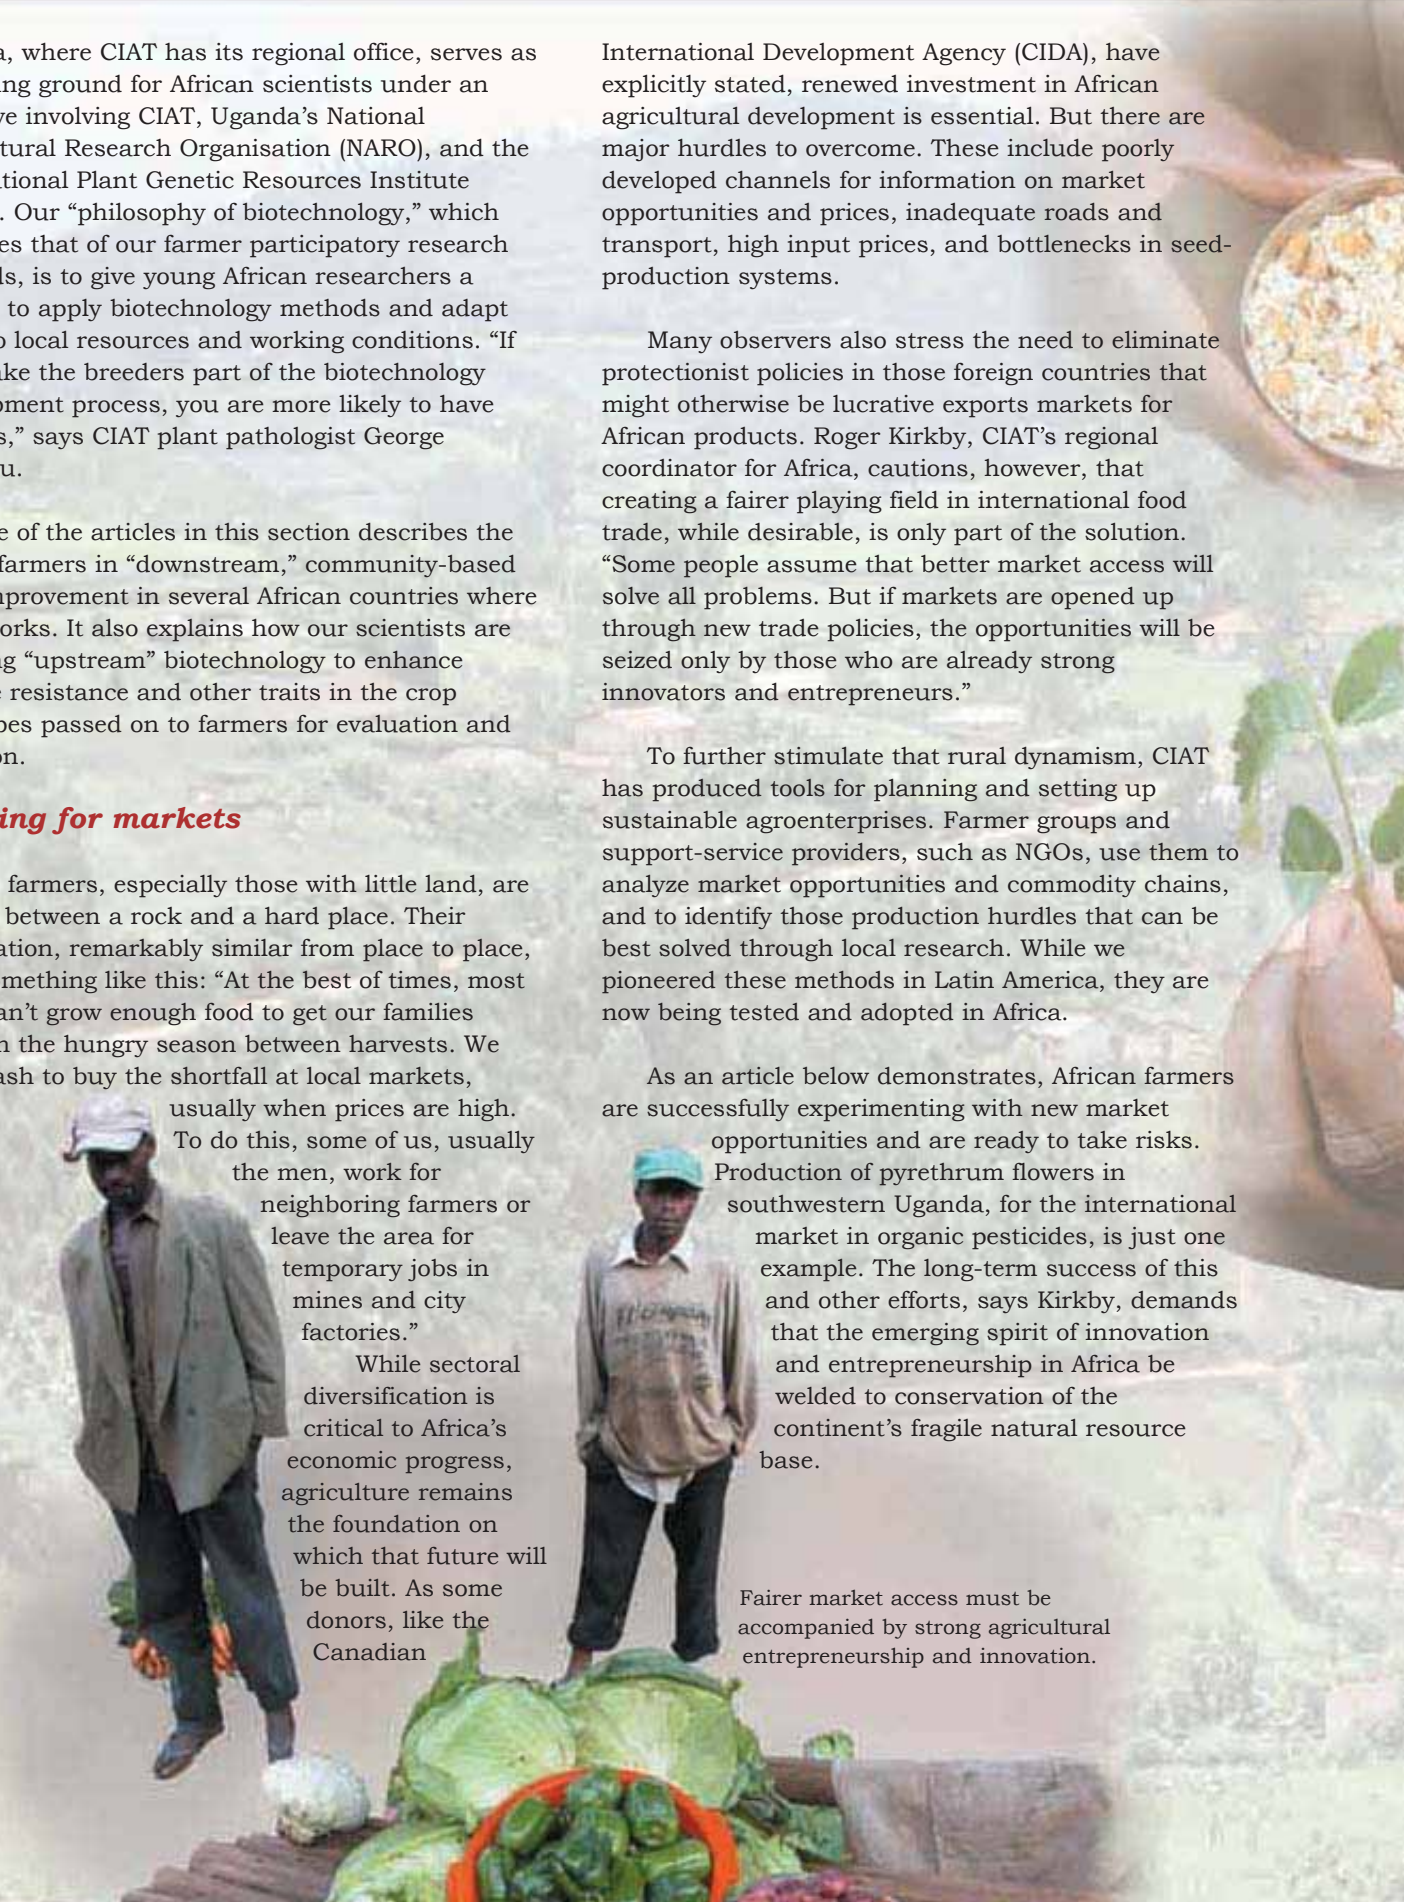 a, where CIAT has its regional office, serves as
ing ground for African scientists under an
ve involving CIAT, Uganda’s National
tural Research Organisation (NARO), and the
ational Plant Genetic Resources Institute
. Our “philosophy of biotechnology,” which
es that of our farmer participatory research
ds, is to give young African researchers a
to apply biotechnology methods and adapt
o local resources and working conditions. “If
ake the breeders part of the biotechnology
pment process, you are more likely to have
s,” says CIAT plant pathologist George
u.
e of the articles in this section describes the
farmers in “downstream,” community-based
mprovement in several African countries where
orks. It also explains how our scientists are
ng “upstream” biotechnology to enhance
e resistance and other traits in the crop
pes passed on to farmers for evaluation and
on.
ing for markets
farmers, especially those with little land, are
between a rock and a hard place. Their
ation, remarkably similar from place to place,
omething like this: “At the best of times, most
an’t grow enough food to get our families
h the hungry season between harvests. We
ash to buy the shortfall at local markets,
usually when prices are high.
To do this, some of us, usually
the men, work for
neighboring farmers or
leave the area for
temporary jobs in
mines and city
factories.”
While sectoral
diversification is
critical to Africa’s
economic progress,
agriculture remains
the foundation on
which that future will
be built. As some
donors, like the
Canadian
International Development Agency (CIDA), have
explicitly stated, renewed investment in African
agricultural development is essential. But there are
major hurdles to overcome. These include poorly
developed channels for information on market
opportunities and prices, inadequate roads and
transport, high input prices, and bottlenecks in seed-
production systems.
Many observers also stress the need to eliminate
protectionist policies in those foreign countries that
might otherwise be lucrative exports markets for
African products. Roger Kirkby, CIAT’s regional
coordinator for Africa, cautions, however, that
creating a fairer playing field in international food
trade, while desirable, is only part of the solution.
“Some people assume that better market access will
solve all problems. But if markets are opened up
through new trade policies, the opportunities will be
seized only by those who are already strong
innovators and entrepreneurs.”
To further stimulate that rural dynamism, CIAT
has produced tools for planning and setting up
sustainable agroenterprises. Farmer groups and
support-service providers, such as NGOs, use them to
analyze market opportunities and commodity chains,
and to identify those production hurdles that can be
best solved through local research. While we
pioneered these methods in Latin America, they are
now being tested and adopted in Africa.
As an article below demonstrates, African farmers
are successfully experimenting with new market
opportunities and are ready to take risks.
Production of pyrethrum flowers in
southwestern Uganda, for the international
market in organic pesticides, is just one
example. The long-term success of this
and other efforts, says Kirkby, demands
that the emerging spirit of innovation
and entrepreneurship in Africa be
welded to conservation of the
continent’s fragile natural resource
base.
Fairer market access must be
accompanied by strong agricultural
entrepreneurship and innovation.